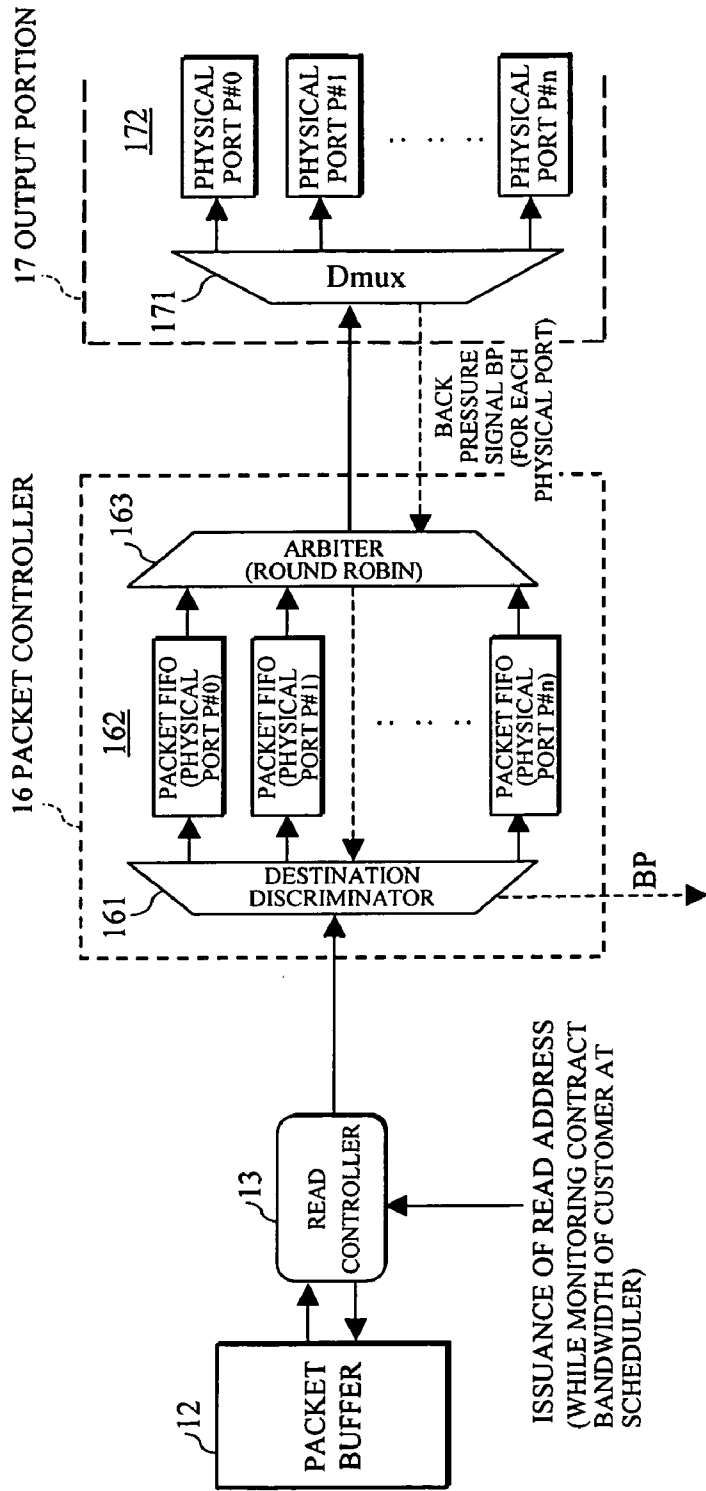 12
PACKET
BUFFER
13
READ
CONTROLLER
ISSUANCE OF READ ADDRESS
(WHILE MONITORING CONTRACT
BANDWIDTH OF CUSTOMER AT
SCHEDULER)
16 PACKET CONTROLLER
161
DESTINATION
DISCRIMINATOR
BP
162
PACKET FIFO
(PHYSICAL
PORT P#0)
PACKET FIFO
(PHYSICAL
PORT P#1)
PACKET FIFO
(PHYSICAL
PORT P#n)
163
ARBITER
(ROUND ROBIN)
BACK
PRESSURE
SIGNAL BP
(FOR EACH
PHYSICAL PORT)
17 OUTPUT PORTION
171
Dmux
172
PHYSICAL
PORT P#0
PHYSICAL
PORT P#1
PHYSICAL
PORT P#n